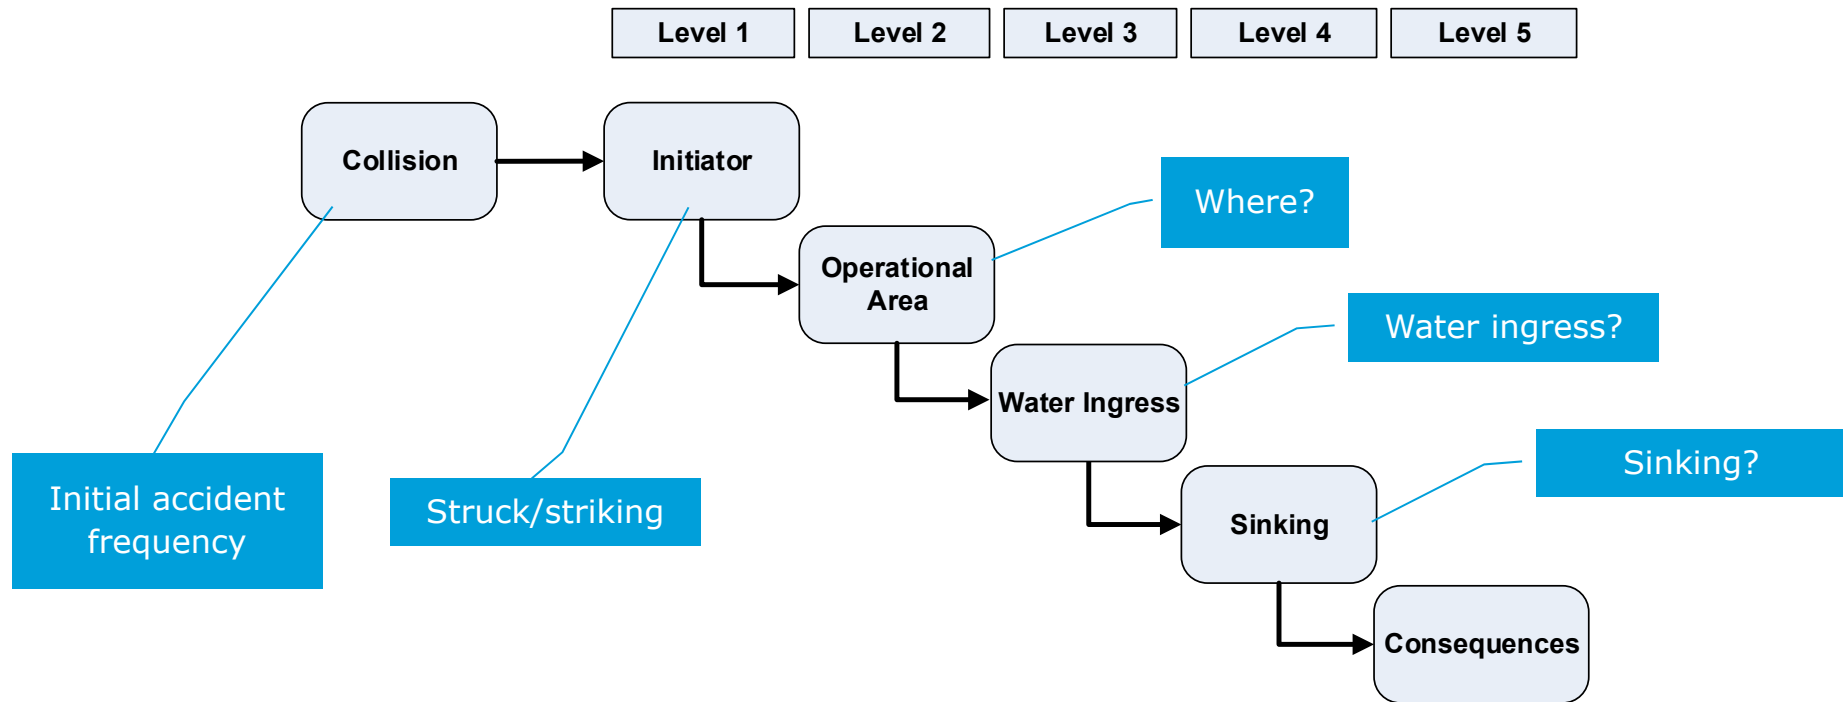 Level 1
Level 2
Level 3
Level 4
Level 5
Collision
Initiator
Where?
Operational
Area
Water ingress?
Water Ingress
Sinking?
Initial accident
frequency
Struck/striking
Sinking
Consequences